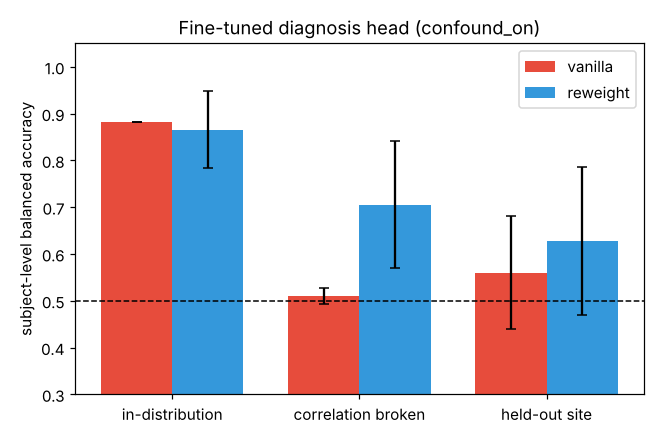 Fine-tuned diagnosis head (confound_on)
vanilla
reweight
subject-level balanced accuracy
1.0
0.9
0.8
0.7
0.6
0.5
0.4
0.3
in-distribution
correlation broken
held-out site